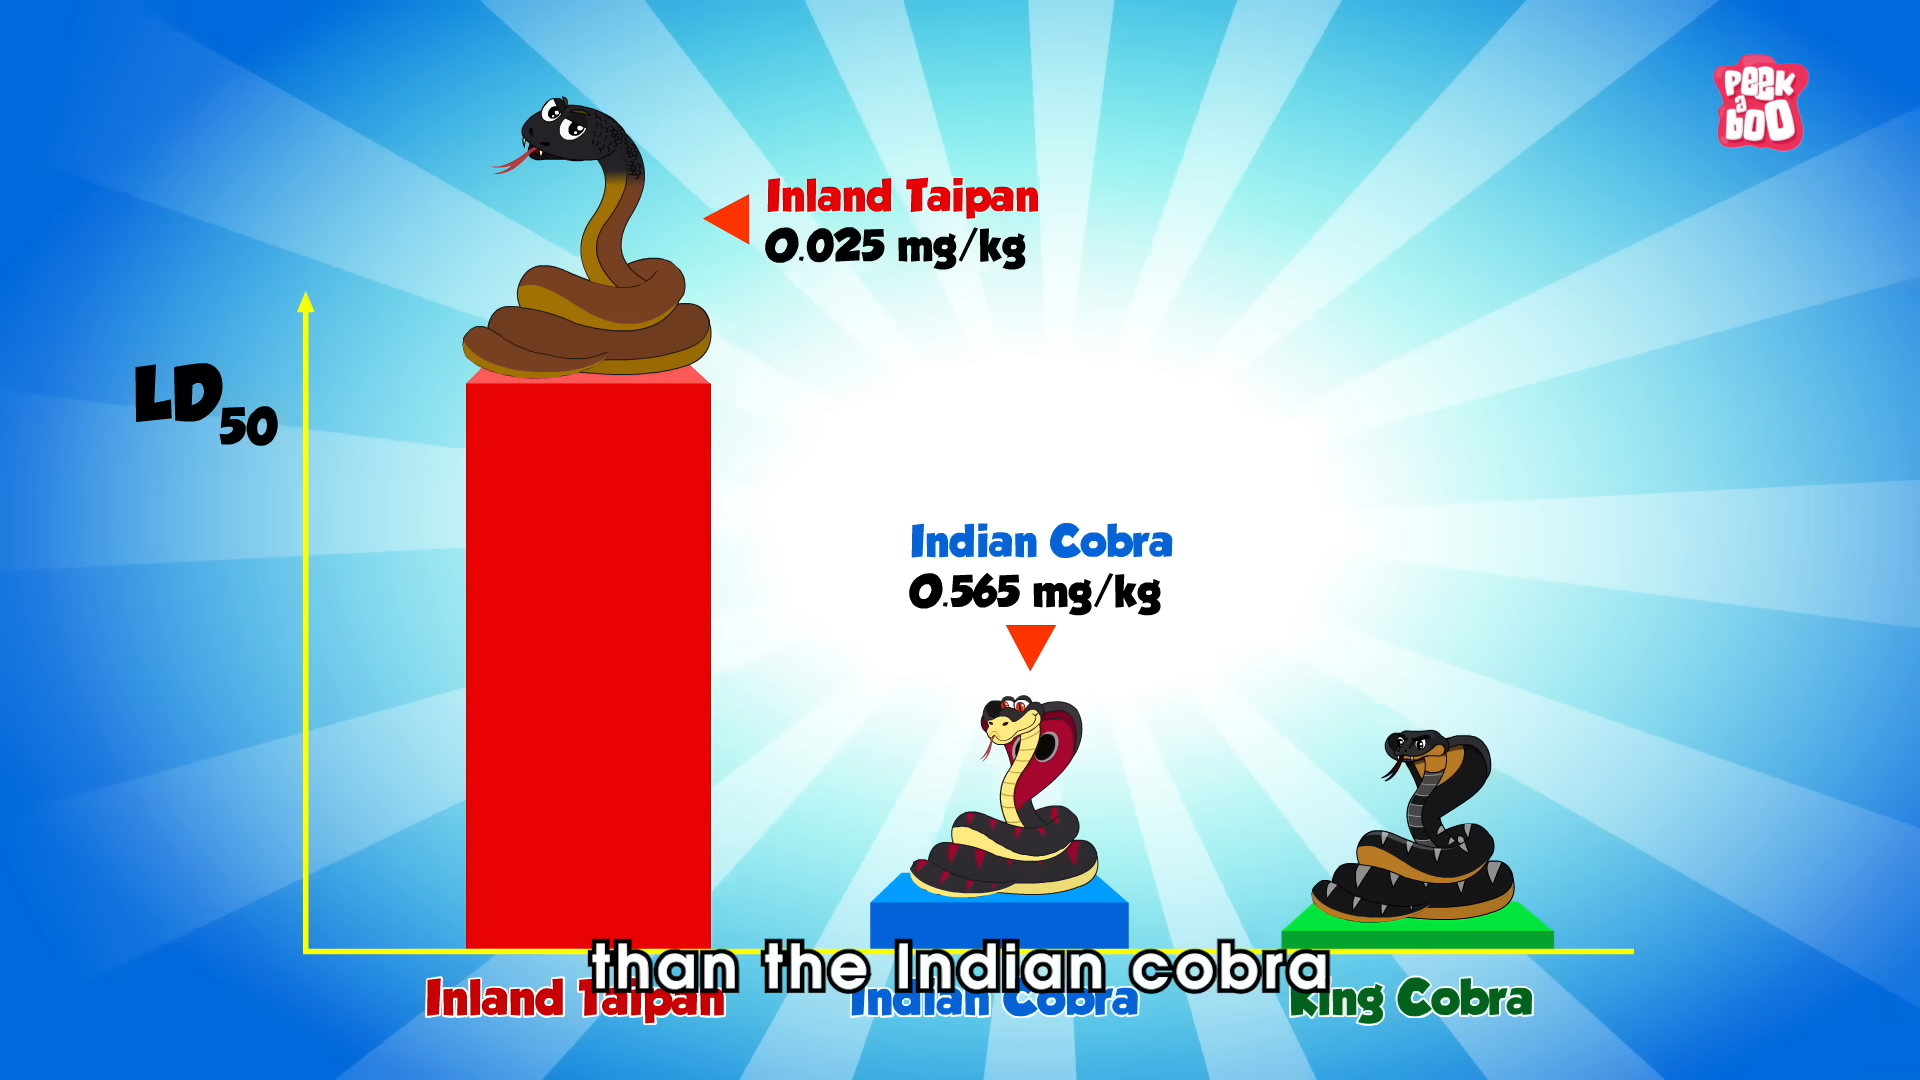 Peek
a
boo
Inland Taipan
0.025 mg/kg
LD50
Indian Cobra
0.565 mg/kg
than the Indian cobra
Inland Taipan
Indian Cobra
King Cobra